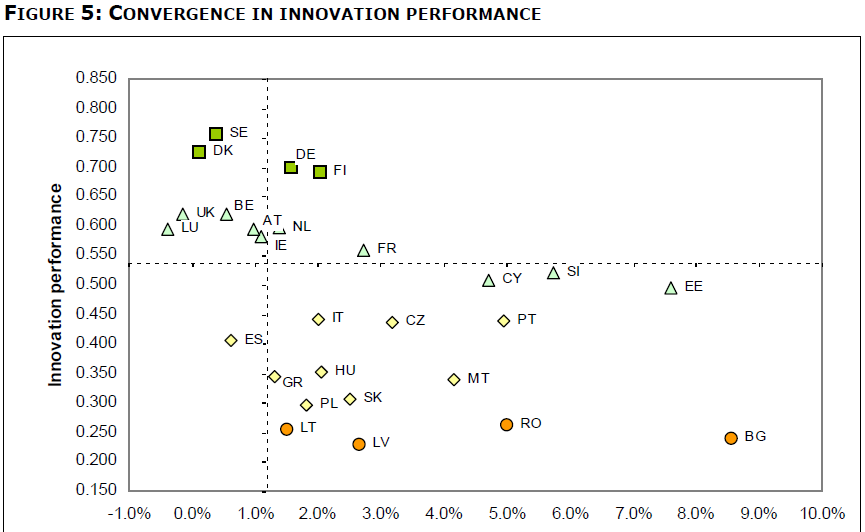 FIGURE 5: CONVERGENCE IN INNOVATION PERFORMANCE
Innovation performance
0.850
0.800
0.750
0.700
0.650
0.600
0.550
0.500
0.450
0.400
0.350
0.300
0.250
0.200
0.150
SE
DK
DE
FI
UK
BE
LU
AT
NL
IE
FR
CY
SI
EE
IT
CZ
PT
ES
GR
HU
MT
PL
SK
LT
LV
RO
BG
-1.0% 0.0% 1.0% 2.0% 3.0% 4.0% 5.0% 6.0% 7.0% 8.0% 9.0% 10.0%